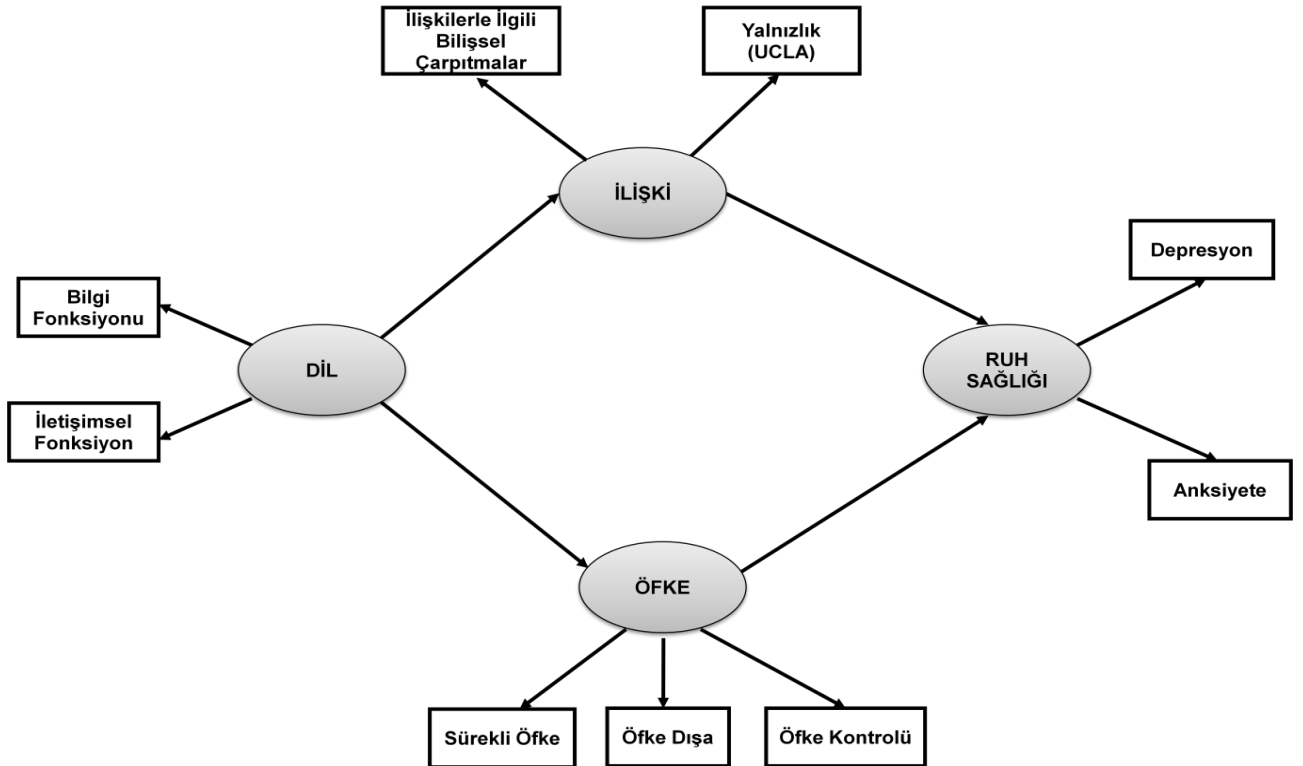 İlişkilerle İlgili
Bilişsel
Çarpıtmalar
Yalnızlık
(UCLA)
İLİŞKİ
Depresyon
Bilgi
Fonksiyonu
DİL
RUH
SAĞLIĞI
İletişimsel
Fonksiyon
Anksiyete
ÖFKE
Sürekli Öfke
Öfke Dışa
Öfke Kontrolü